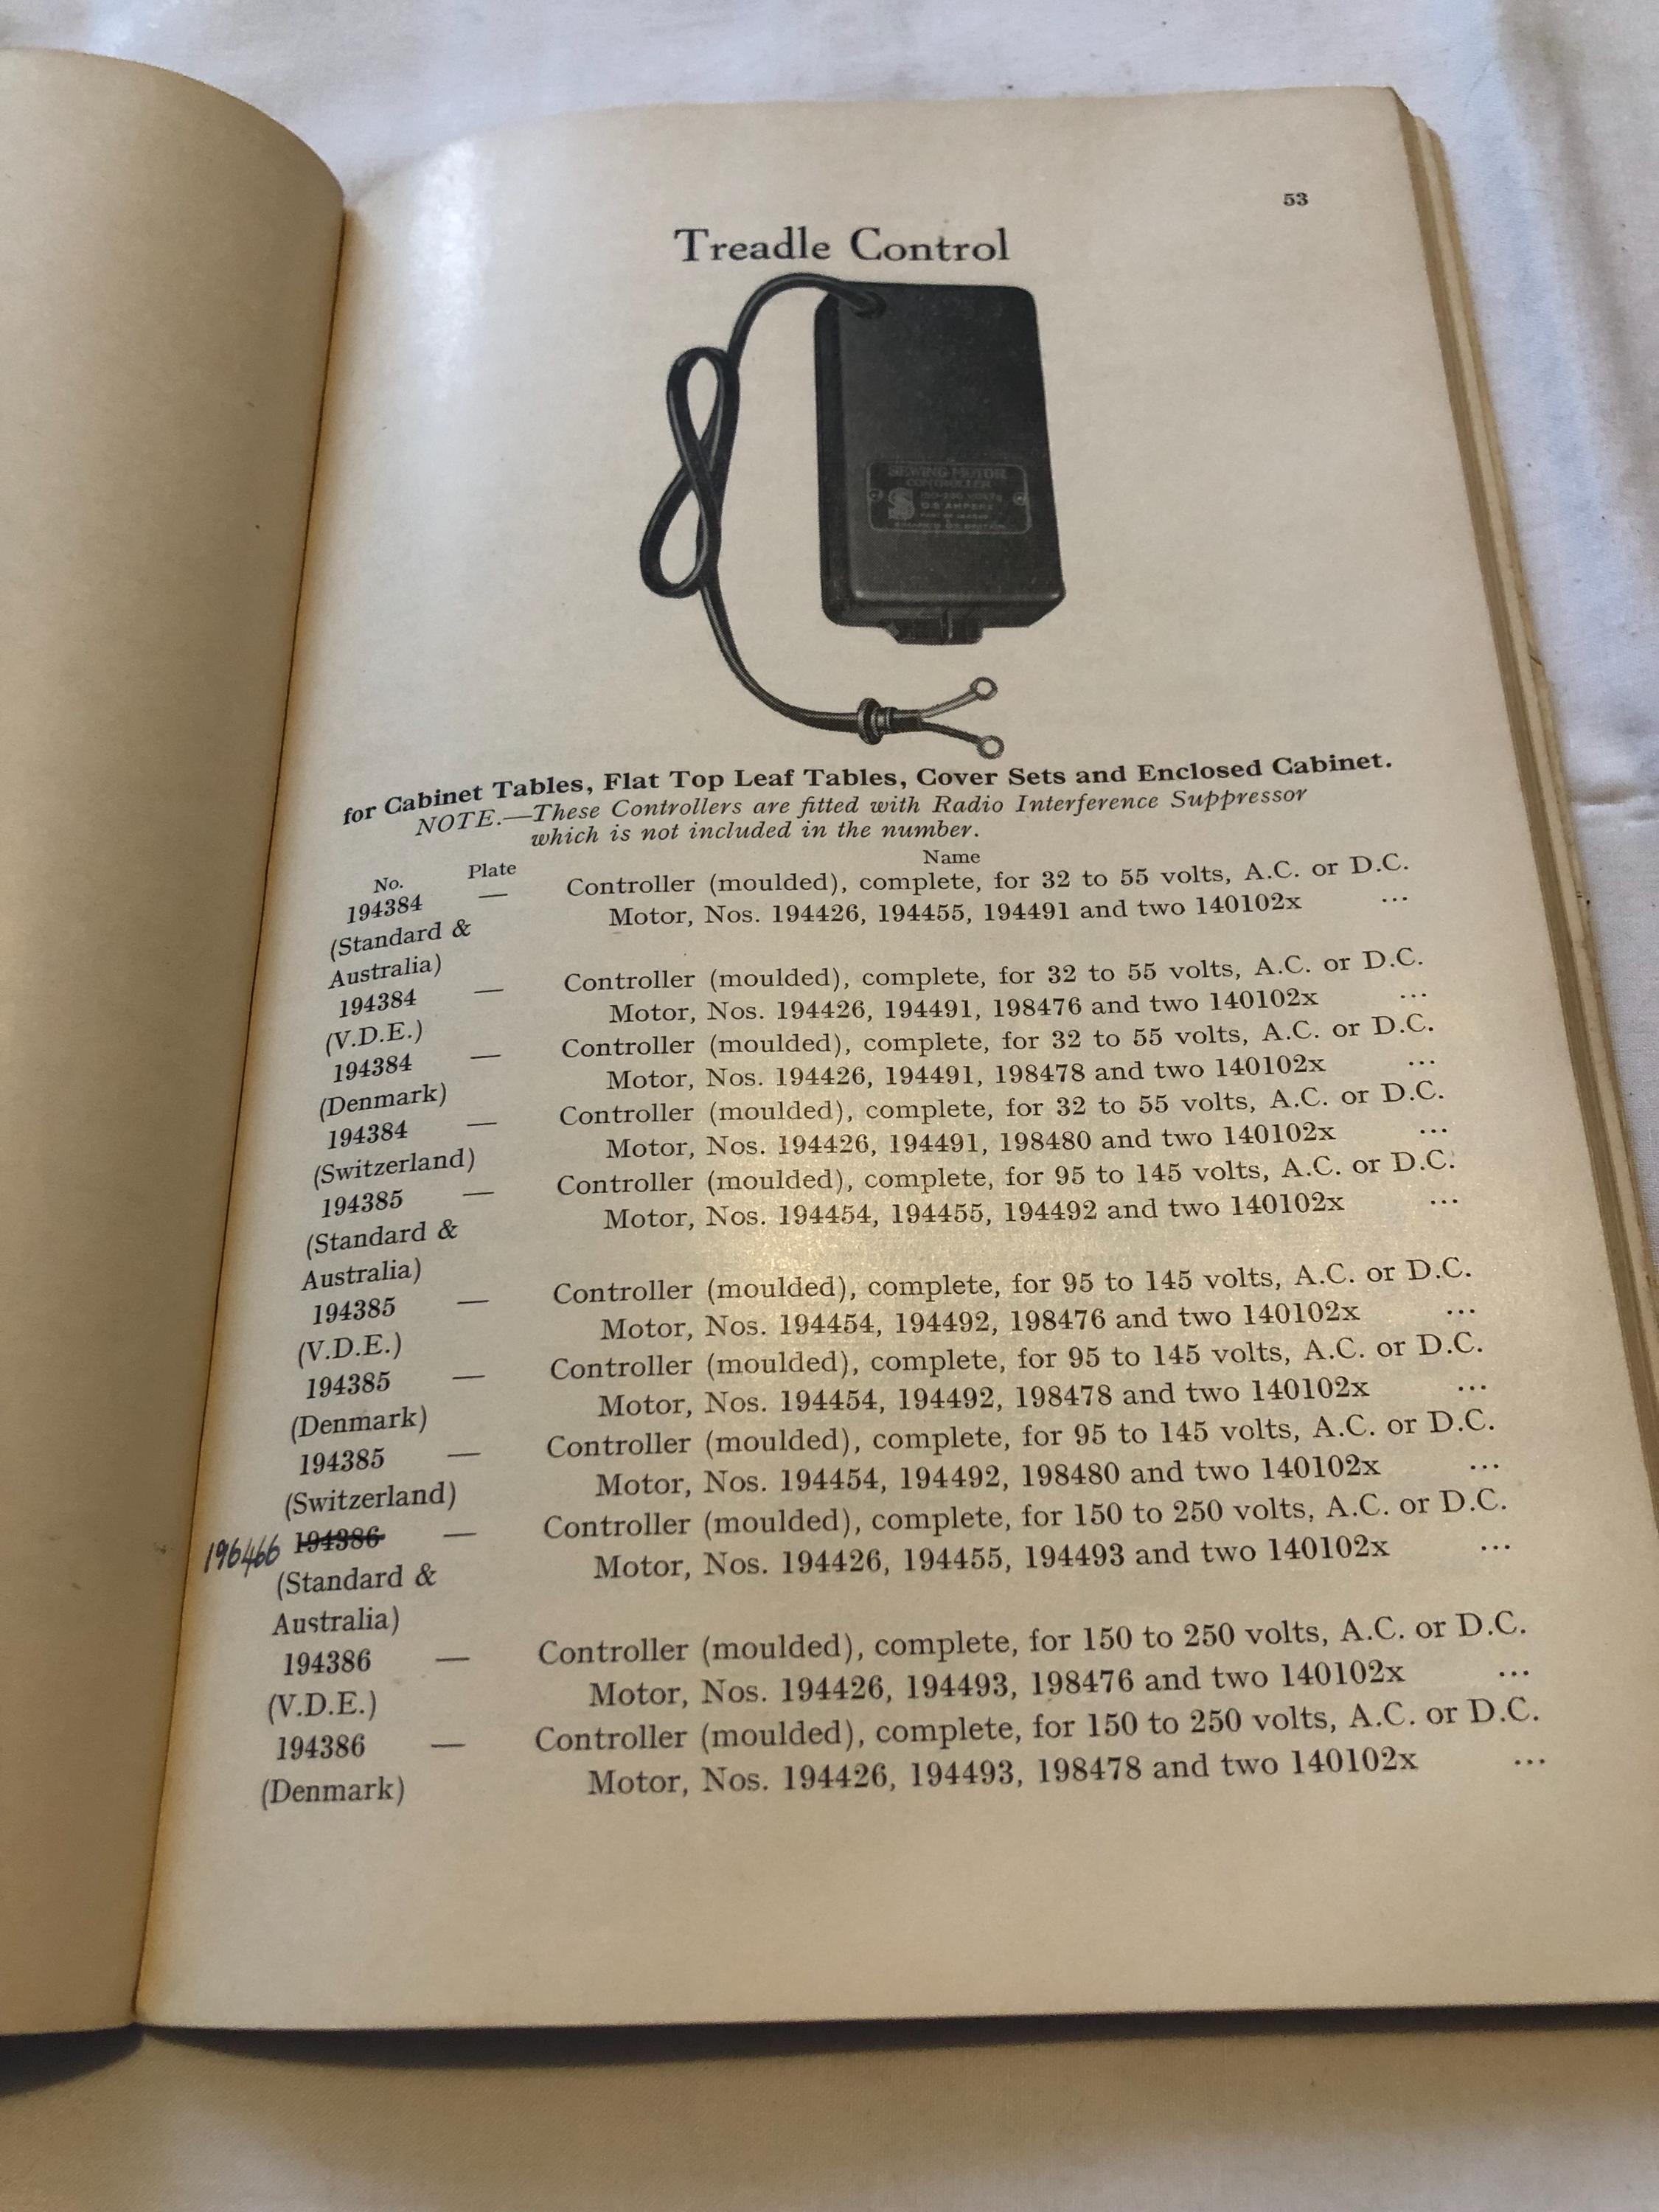 53
Treadle Control
SEWING MOTOR
CONTROLLER
S
VOLTS
AMPERE
for Cabinet Tables, Flat Top Leaf Tables, Cover Sets and Enclosed Cabinet.
NOTE.—These Controllers are fitted with Radio Interference Suppressor
which is not included in the number.
No. Plate Name
194384 — Controller (moulded), complete, for 32 to 55 volts, A.C. or D.C.
(Standard & Motor, Nos. 194426, 194455, 194491 and two 140102x ...
Australia)
194384 — Controller (moulded), complete, for 32 to 55 volts, A.C. or D.C.
(V.D.E.) Motor, Nos. 194426, 194491, 198476 and two 140102x ...
194384 — Controller (moulded), complete, for 32 to 55 volts, A.C. or D.C.
(Denmark) Motor, Nos. 194426, 194491, 198478 and two 140102x ...
194384 — Controller (moulded), complete, for 32 to 55 volts, A.C. or D.C.
(Switzerland) Motor, Nos. 194426, 194491, 198480 and two 140102x ...
194385 — Controller (moulded), complete, for 95 to 145 volts, A.C. or D.C.
(Standard & Motor, Nos. 194454, 194455, 194492 and two 140102x ...
Australia)
194385 — Controller (moulded), complete, for 95 to 145 volts, A.C. or D.C.
(V.D.E.) Motor, Nos. 194454, 194492, 198476 and two 140102x ...
194385 — Controller (moulded), complete, for 95 to 145 volts, A.C. or D.C.
(Denmark) Motor, Nos. 194454, 194492, 198478 and two 140102x ...
194385 — Controller (moulded), complete, for 95 to 145 volts, A.C. or D.C.
(Switzerland) Motor, Nos. 194454, 194492, 198480 and two 140102x ...
196466 194386 — Controller (moulded), complete, for 150 to 250 volts, A.C. or D.C.
(Standard & Motor, Nos. 194426, 194455, 194493 and two 140102x ...
Australia)
194386 — Controller (moulded), complete, for 150 to 250 volts, A.C. or D.C.
(V.D.E.) Motor, Nos. 194426, 194493, 198476 and two 140102x ...
194386 — Controller (moulded), complete, for 150 to 250 volts, A.C. or D.C.
(Denmark) Motor, Nos. 194426, 194493, 198478 and two 140102x ...